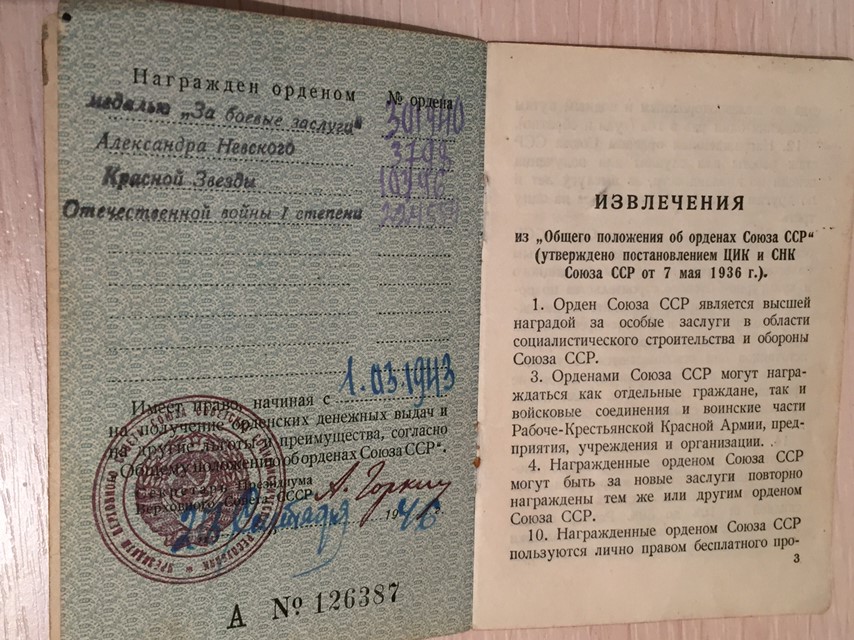 Награжден орденом
№ ордена
медалью „За боевые заслуги“ 301940
Александра Невского
Красной Звезды
Отечественной войны I степени
Имеет право, начиная с 1.03.1943
на получение орденских денежных выдач и
на другие льготы и преимущества, согласно
„Общему положению об орденах Союза ССР“.
Секретарь Президиума
Верховного Совета СССР А. Горкин
19 46
А № 126387
ИЗВЛЕЧЕНИЯ
из „Общего положения об орденах Союза ССР“
(утверждено постановлением ЦИК и СНК
Союза ССР от 7 мая 1936 г.).
1. Орден Союза ССР является высшей
наградой за особые заслуги в области
социалистического строительства и обороны
Союза ССР.
3. Орденами Союза ССР могут награ-
ждаться как отдельные граждане, так и
войсковые соединения и воинские части
Рабоче-Крестьянской Красной Армии, пред-
приятия, учреждения и организации.
4. Награжденные орденом Союза ССР
могут быть за новые заслуги повторно
награждены тем же или другим орденом
Союза ССР.
10. Награжденные орденом Союза ССР
пользуются лично правом бесплатного про-
3